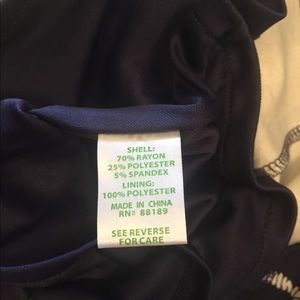 SHELL:
70% RAYON
25% POLYESTER
5% SPANDEX
LINING:
100% POLYESTER
MADE IN CHINA
RN# 88189
SEE REVERSE
FOR CARE